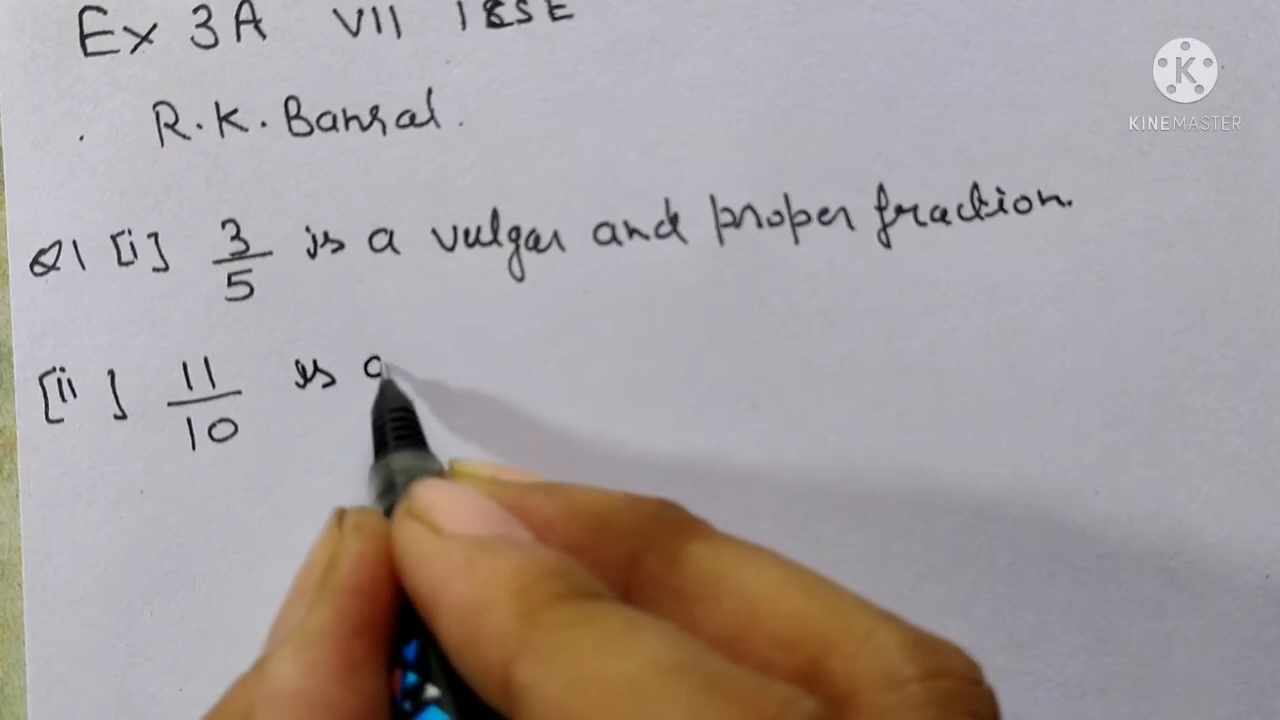 Ex 3A VII ICSE
R.K. Bansal.
KINEMASTER
Q1 [i] 3/5 is a vulgar and proper fraction.
[ii] 11/10 is a